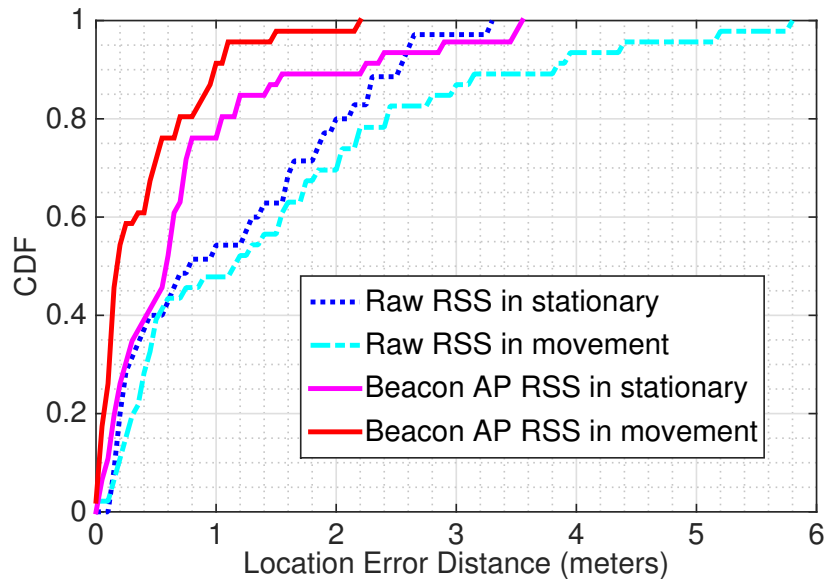 1
0.8
0.6
0.4
0.2
0
CDF
Raw RSS in stationary
Raw RSS in movement
Beacon AP RSS in stationary
Beacon AP RSS in movement
0 1 2 3 4 5 6
Location Error Distance (meters)